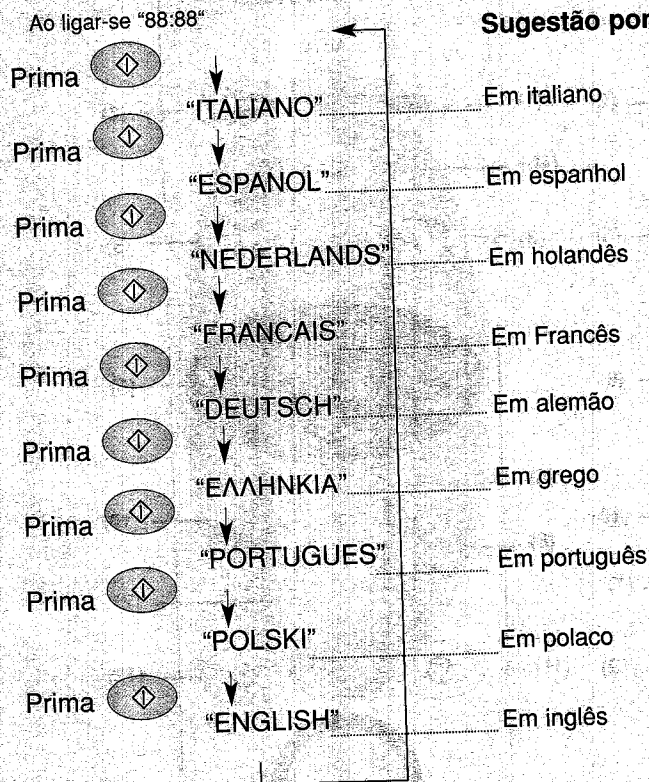 Ao ligar-se “88:88“
Sugestão por
Prima
“ITALIANO” Em italiano
Prima
“ESPANOL” Em espanhol
Prima
“NEDERLANDS” Em holandês
Prima
“FRANCAIS” Em Francês
Prima
“DEUTSCH” Em alemão
Prima
“ΕΛΛΗΝΚΙΑ” Em grego
Prima
“PORTUGUES” Em português
Prima
“POLSKI” Em polaco
Prima
“ENGLISH” Em inglês